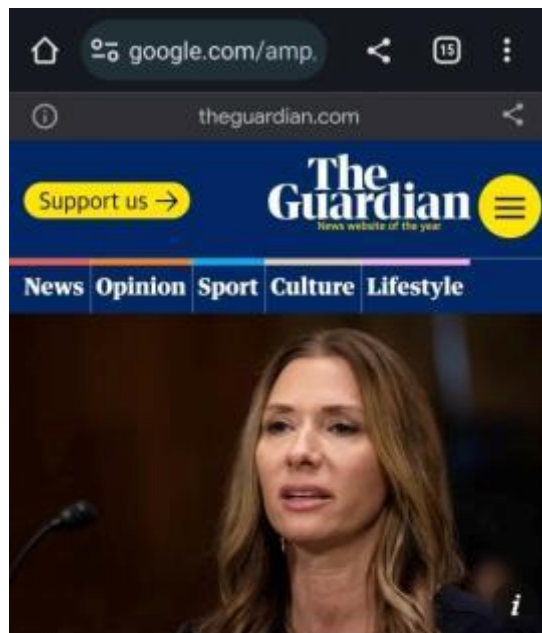 google.com/amp.
15
theguardian.com
Support us →
The
Guardian
News website of the year
News Opinion Sport Culture Lifestyle
i